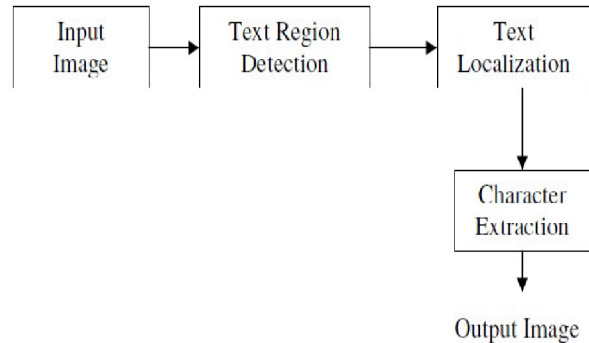 Input
Image
Text Region
Detection
Text
Localization
Character
Extraction
Output Image